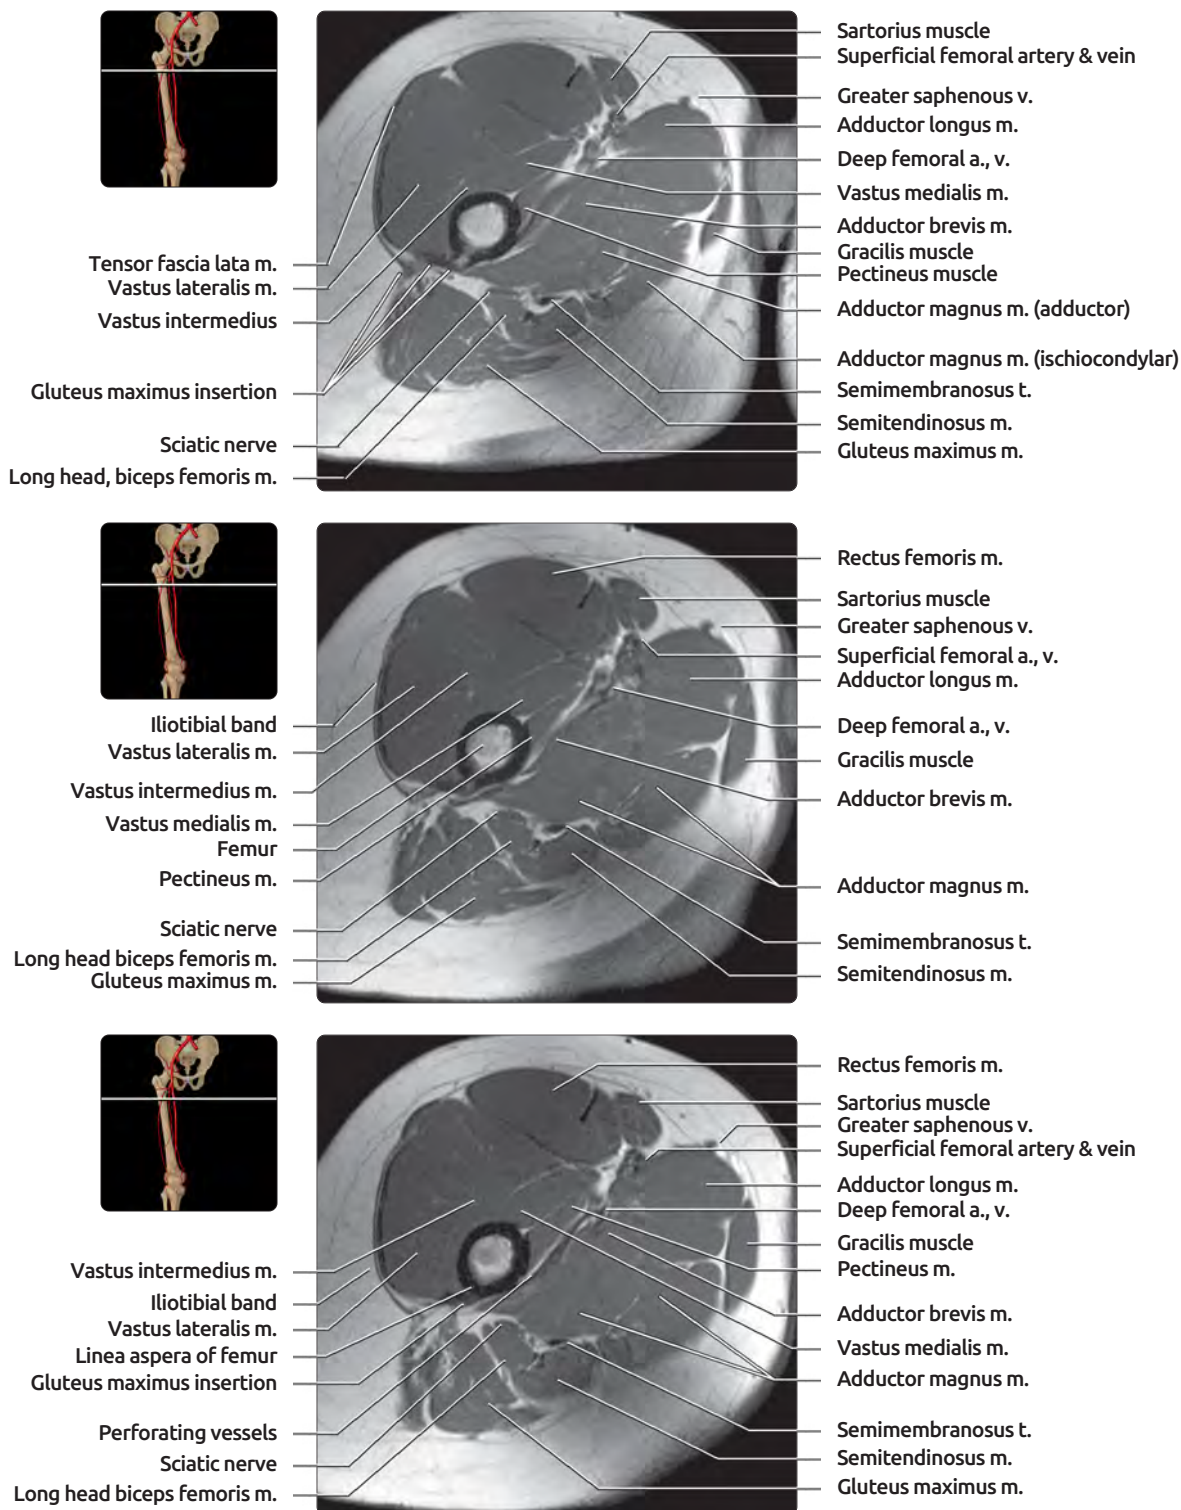 Sartorius muscle
Superficial femoral artery & vein
Greater saphenous v.
Adductor longus m.
Deep femoral a., v.
Vastus medialis m.
Adductor brevis m.
Gracilis muscle
Pectineus muscle
Adductor magnus m. (adductor)
Adductor magnus m. (ischiocondylar)
Semimembranosus t.
Semitendinosus m.
Gluteus maximus m.
Tensor fascia lata m.
Vastus lateralis m.
Vastus intermedius
Gluteus maximus insertion
Sciatic nerve
Long head, biceps femoris m.
Rectus femoris m.
Sartorius muscle
Greater saphenous v.
Superficial femoral a., v.
Adductor longus m.
Deep femoral a., v.
Gracilis muscle
Adductor brevis m.
Adductor magnus m.
Semimembranosus t.
Semitendinosus m.
Iliotibial band
Vastus lateralis m.
Vastus intermedius m.
Vastus medialis m.
Femur
Pectineus m.
Sciatic nerve
Long head biceps femoris m.
Gluteus maximus m.
Rectus femoris m.
Sartorius muscle
Greater saphenous v.
Superficial femoral artery & vein
Adductor longus m.
Deep femoral a., v.
Gracilis muscle
Pectineus m.
Adductor brevis m.
Vastus medialis m.
Adductor magnus m.
Semimembranosus t.
Semitendinosus m.
Gluteus maximus m.
Vastus intermedius m.
Iliotibial band
Vastus lateralis m.
Linea aspera of femur
Gluteus maximus insertion
Perforating vessels
Sciatic nerve
Long head biceps femoris m.